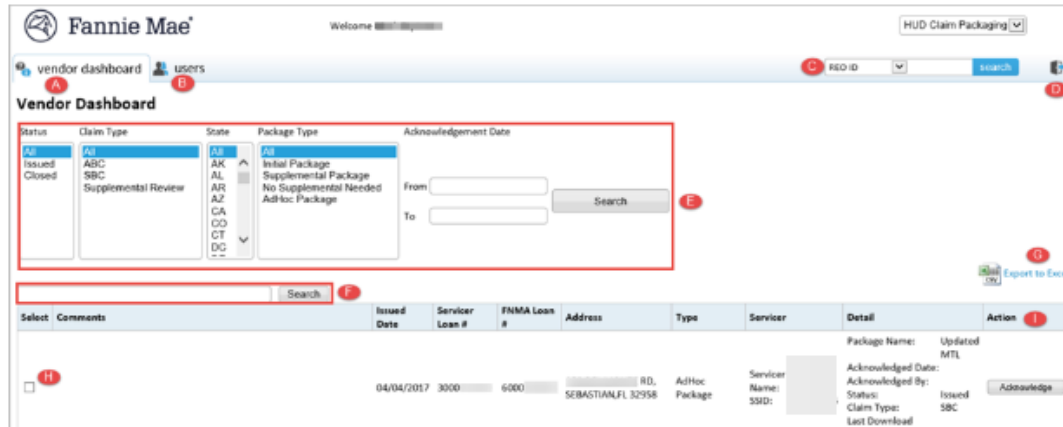 Fannie Mae®
Welcome
HUD Claim Packaging
vendor dashboard users
A B
C REO ID search
D
Vendor Dashboard
Status Claim Type State Package Type Acknowledgement Date
All All All All
Issued ABC AK Initial Package
Closed SBC AL Supplemental Package
Supplemental Review AR No Supplemental Needed From
AZ AdHoc Package
Search E
CA
To
CO
CT
DC
G
CSV Export to Exc
Search F
Select Comments Issued Date Servicer Loan # FNMA Loan # Address Type Servicer Detail Action I
Package Name: Updated MTL
H
04/04/2017 3000 6000 RD, SEBASTIAN,FL 32958 AdHoc Package Servicer Name: SSID:
Acknowledged Date:
Acknowledged By:
Status: Issued
Claim Type: SBC
Last Download
Acknowledge